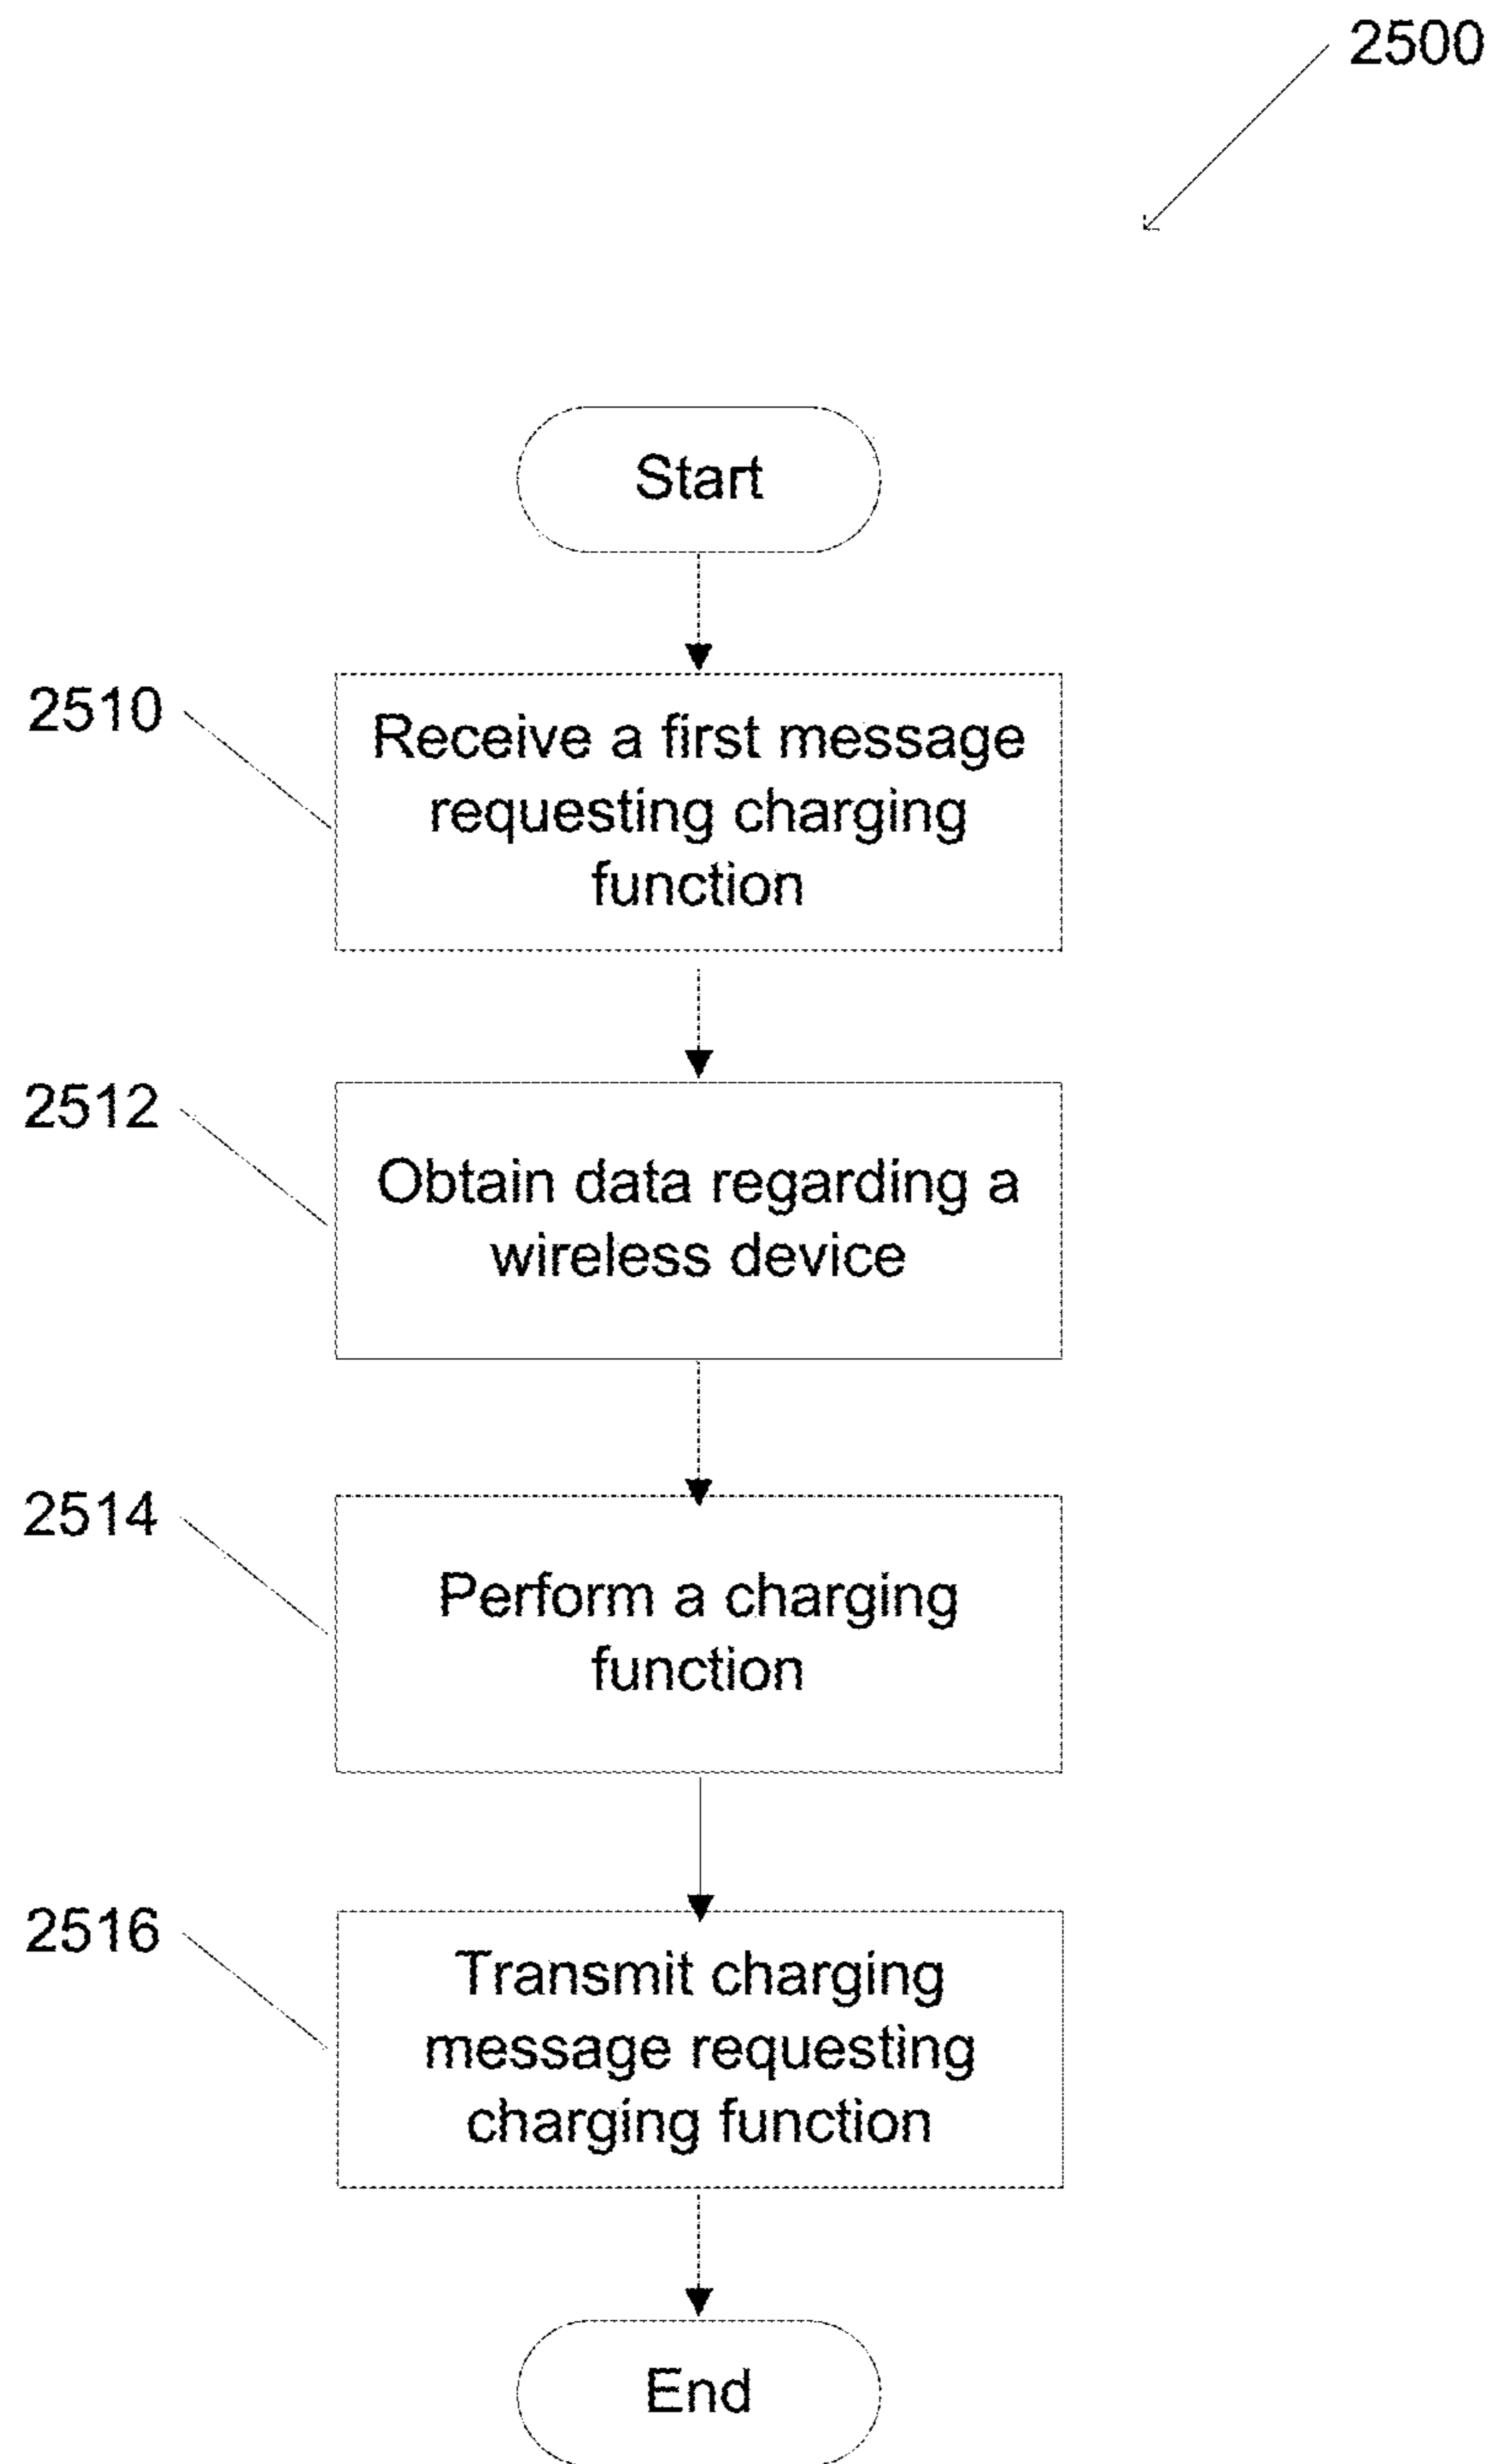 2500
Start
2510
Receive a first message
requesting charging
function
2512
Obtain data regarding a
wireless device
2514
Perform a charging
function
2516
Transmit charging
message requesting
charging function
End